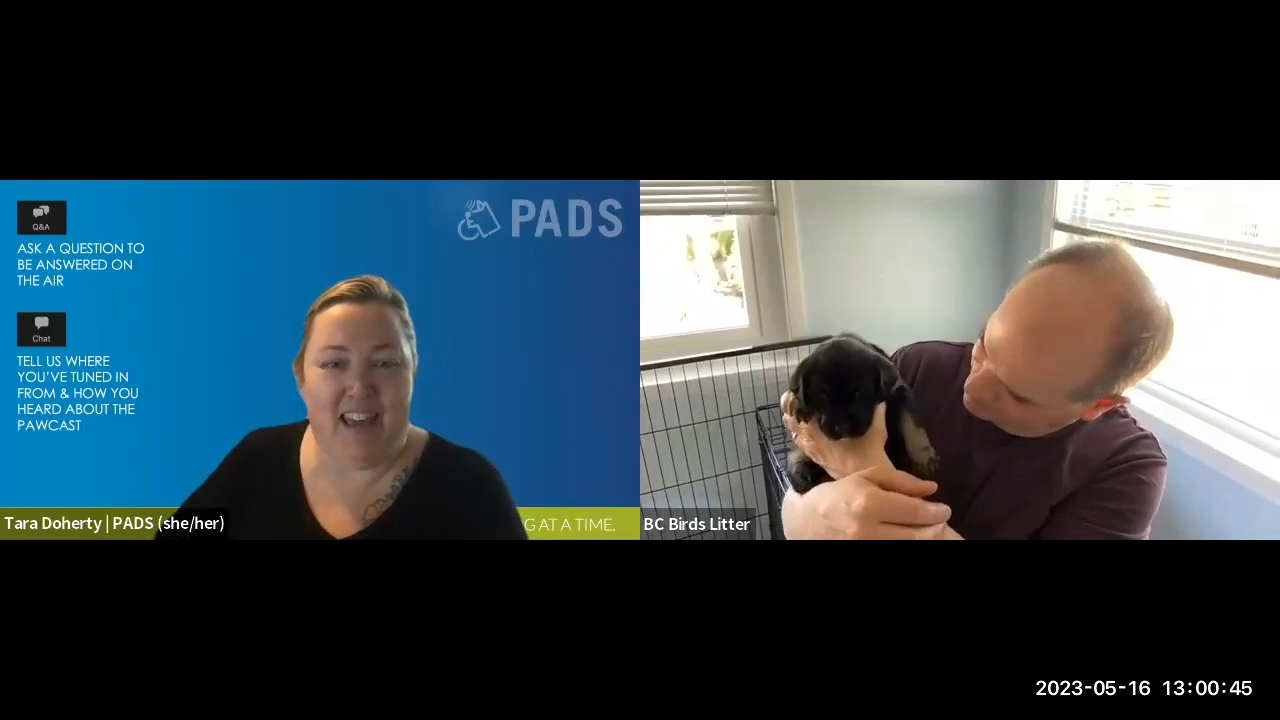 Q&A
ASK A QUESTION TO
BE ANSWERED ON
THE AIR
Chat
TELL US WHERE
YOU'VE TUNED IN
FROM & HOW YOU
HEARD ABOUT THE
PAWCAST
PADS
Tara Doherty | PADS (she/her)
G AT A TIME.
BC Birds Litter
2023-05-16 13:00:45